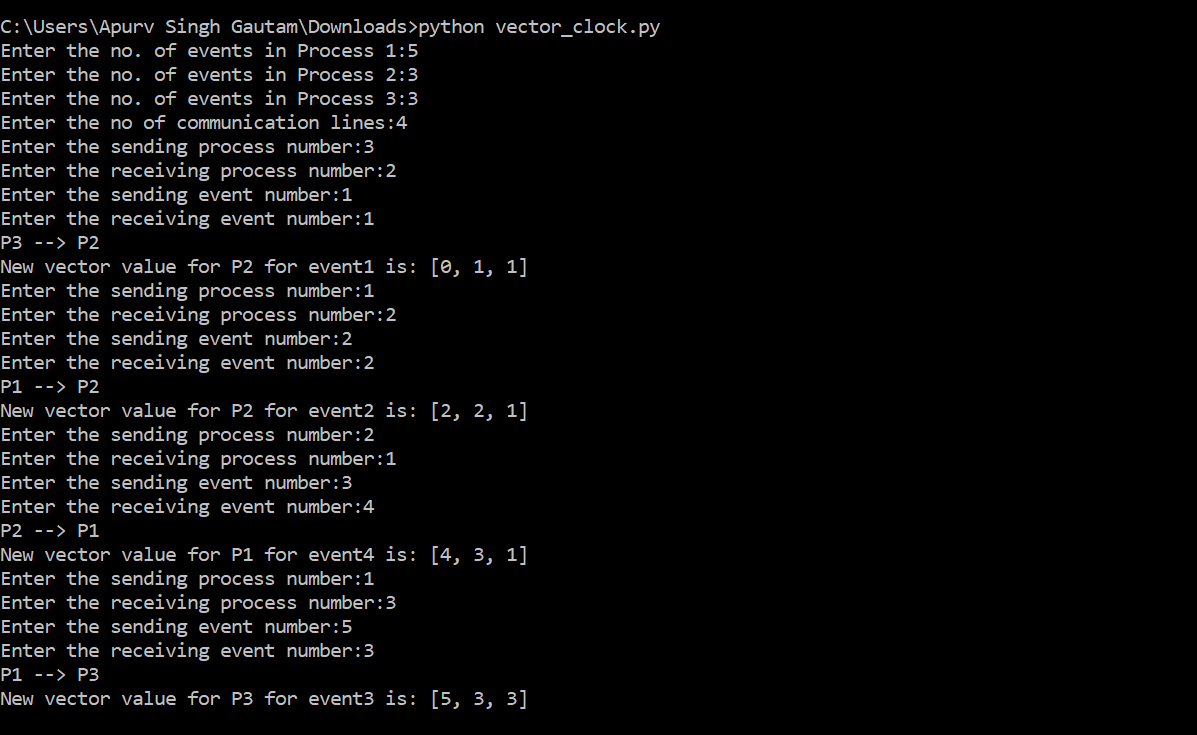 C:\Users\Apurv Singh Gautam\Downloads>python vector_clock.py
Enter the no. of events in Process 1:5
Enter the no. of events in Process 2:3
Enter the no. of events in Process 3:3
Enter the no of communication lines:4
Enter the sending process number:3
Enter the receiving process number:2
Enter the sending event number:1
Enter the receiving event number:1
P3 --> P2
New vector value for P2 for event1 is: [0, 1, 1]
Enter the sending process number:1
Enter the receiving process number:2
Enter the sending event number:2
Enter the receiving event number:2
P1 --> P2
New vector value for P2 for event2 is: [2, 2, 1]
Enter the sending process number:2
Enter the receiving process number:1
Enter the sending event number:3
Enter the receiving event number:4
P2 --> P1
New vector value for P1 for event4 is: [4, 3, 1]
Enter the sending process number:1
Enter the receiving process number:3
Enter the sending event number:5
Enter the receiving event number:3
P1 --> P3
New vector value for P3 for event3 is: [5, 3, 3]